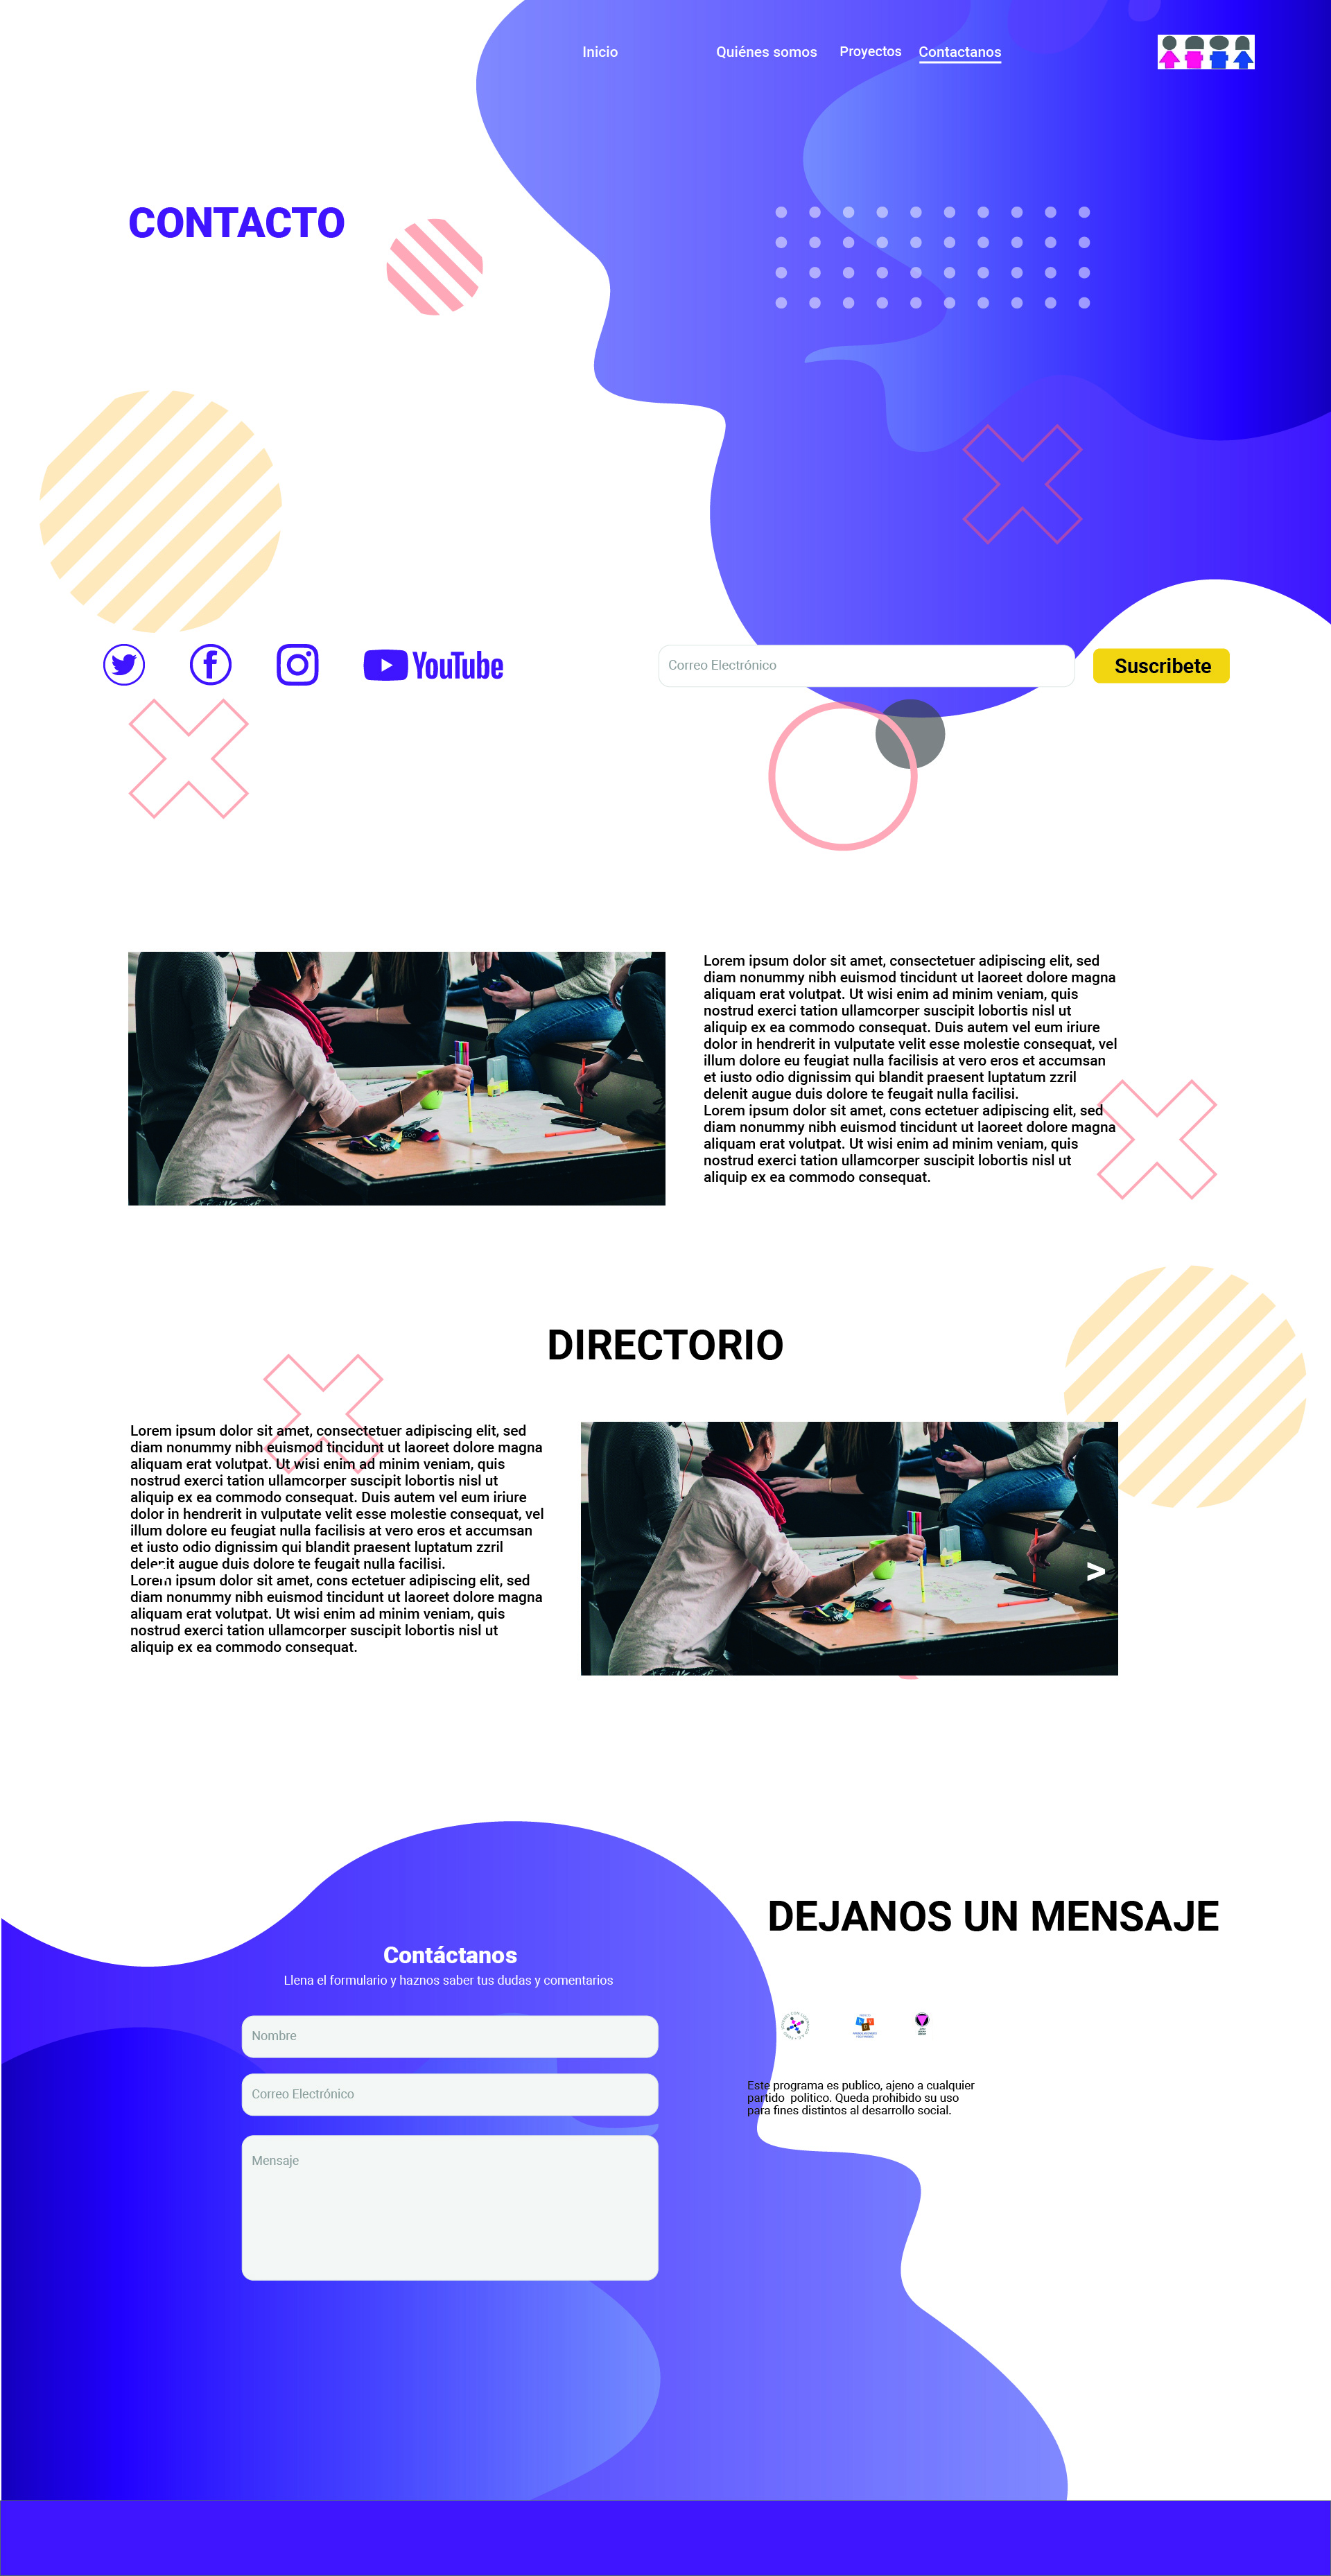 Inicio
Quiénes somos
Proyectos
Contactanos
CONTACTO
YouTube
Correo Electrónico
Suscribete
Lorem ipsum dolor sit amet, consectetuer adipiscing elit, sed
diam nonummy nibh euismod tincidunt ut laoreet dolore magna
aliquam erat volutpat. Ut wisi enim ad minim veniam, quis
nostrud exerci tation ullamcorper suscipit lobortis nisl ut
aliquip ex ea commodo consequat. Duis autem vel eum iriure
dolor in hendrerit in vulputate velit esse molestie consequat, vel
illum dolore eu feugiat nulla facilisis at vero eros et accumsan
et iusto odio dignissim qui blandit praesent luptatum zzril
delenit augue duis dolore te feugait nulla facilisi.
Lorem ipsum dolor sit amet, cons ectetuer adipiscing elit, sed
diam nonummy nibh euismod tincidunt ut laoreet dolore magna
aliquam erat volutpat. Ut wisi enim ad minim veniam, quis
nostrud exerci tation ullamcorper suscipit lobortis nisl ut
aliquip ex ea commodo consequat.
DIRECTORIO
Lorem ipsum dolor sit amet, consectetuer adipiscing elit, sed
diam nonummy nibh euismod tincidunt ut laoreet dolore magna
aliquam erat volutpat. Ut wisi enim ad minim veniam, quis
nostrud exerci tation ullamcorper suscipit lobortis nisl ut
aliquip ex ea commodo consequat. Duis autem vel eum iriure
dolor in hendrerit in vulputate velit esse molestie consequat, vel
illum dolore eu feugiat nulla facilisis at vero eros et accumsan
et iusto odio dignissim qui blandit praesent luptatum zzril
delenit augue duis dolore te feugait nulla facilisi.
Lorem ipsum dolor sit amet, cons ectetuer adipiscing elit, sed
diam nonummy nibh euismod tincidunt ut laoreet dolore magna
aliquam erat volutpat. Ut wisi enim ad minim veniam, quis
nostrud exerci tation ullamcorper suscipit lobortis nisl ut
aliquip ex ea commodo consequat.
>
DEJANOS UN MENSAJE
Contáctanos
Llena el formulario y haznos saber tus dudas y comentarios
Nombre
Correo Electrónico
Mensaje
Este programa es publico, ajeno a cualquier
partido  politico. Queda prohibido su uso
para fines distintos al desarrollo social.